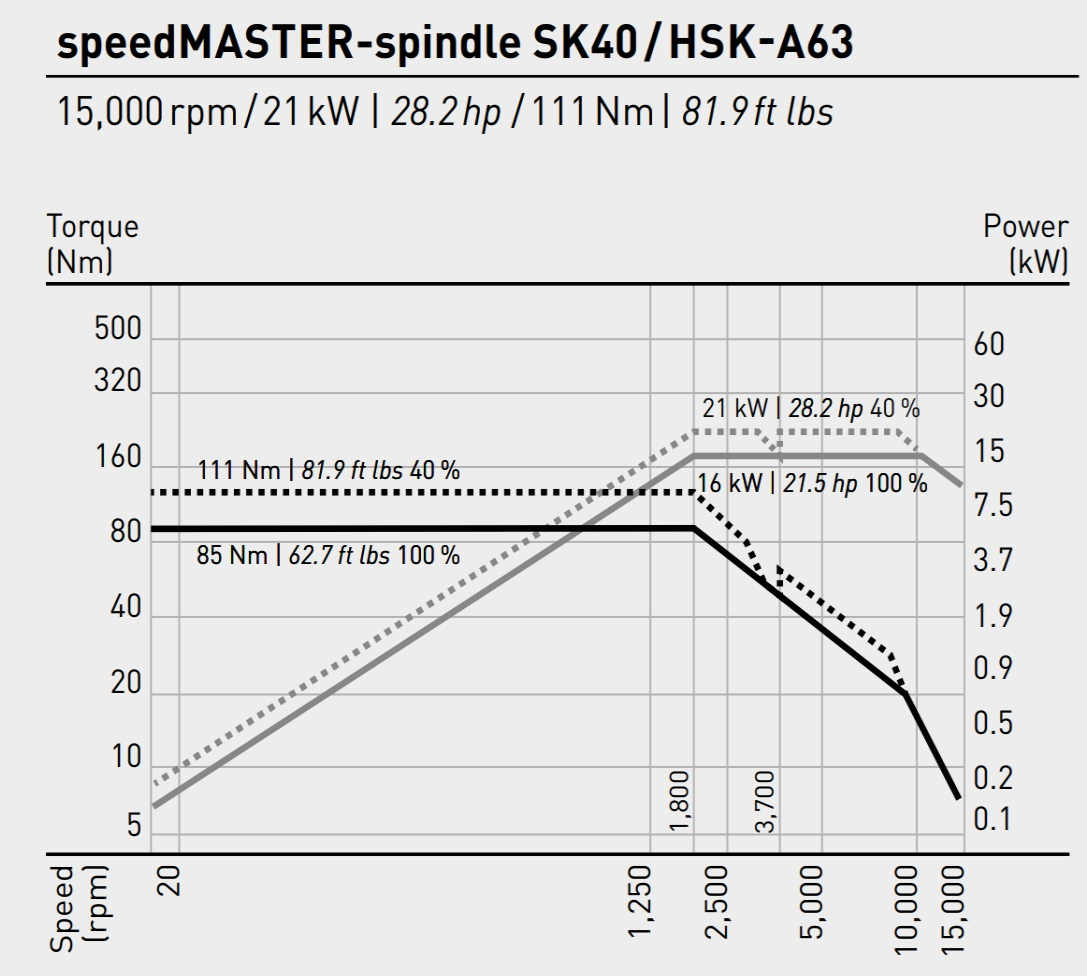 speedMASTER-spindle SK40/HSK-A63
15,000 rpm/21 kW | 28.2 hp /111 Nm | 81.9 ft lbs
Torque
(Nm)
Power
(kW)
500
60
320
30
21 kW | 28.2 hp 40 %
160
15
111 Nm | 81.9 ft lbs 40 %
16 kW | 21.5 hp 100 %
7.5
80
85 Nm | 62.7 ft lbs 100 %
3.7
40
1.9
20
0.9
0.5
10
0.2
1,800
3,700
5
0.1
Speed
(rpm)
20
1,250
2,500
5,000
10,000
15,000